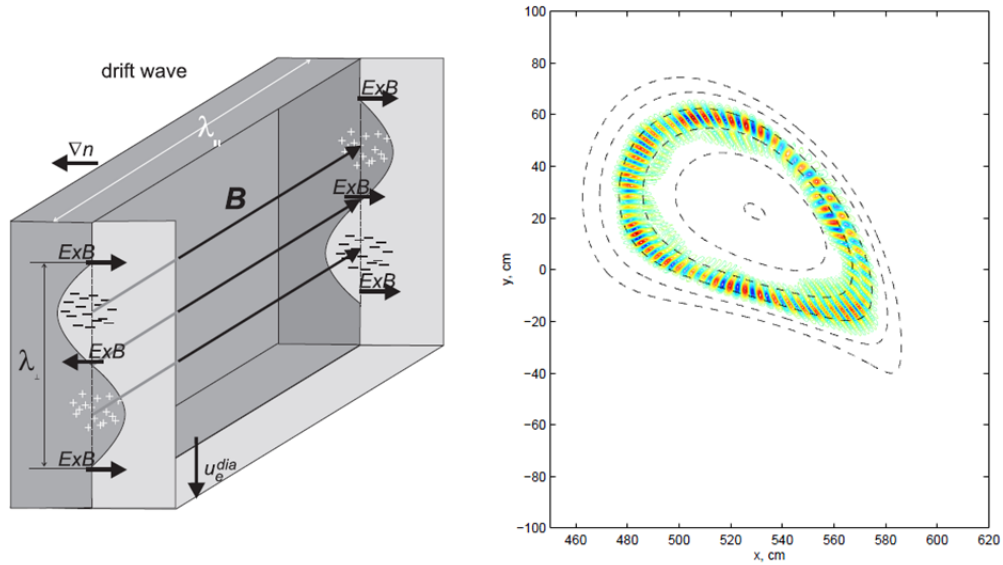 drift wave
λ||
∇n
B
ExB
ExB
ExB
ExB
ExB
ExB
λ⊥
u_e^dia
100
80
60
40
20
0
−20
−40
−60
−80
−100
y, cm
460
480
500
520
540
560
580
600
620
x, cm